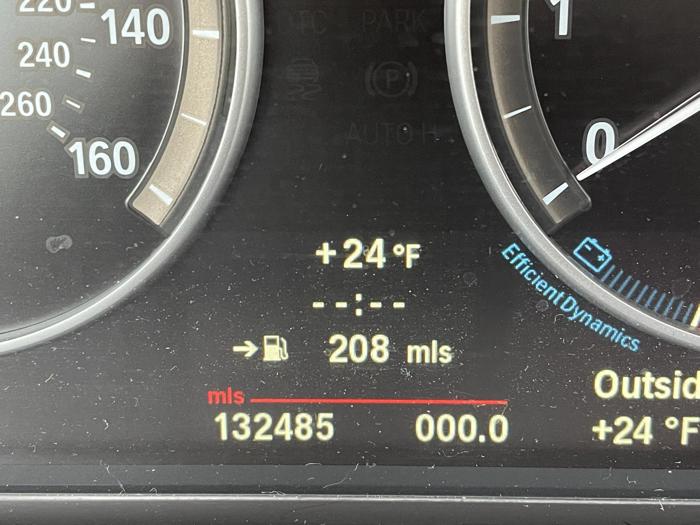 220
140
240
260
160
TC PARK
P
AUTO H
1
0
+24 °F
--:--
208 mls
EfficientDynamics
mls
132485 000.0
Outsid
+24 °F